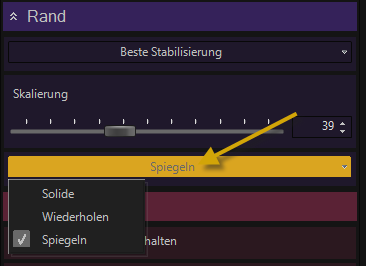 Rand
Beste Stabilisierung
Skalierung
39
Spiegeln
Solide
Wiederholen
Spiegeln
halten